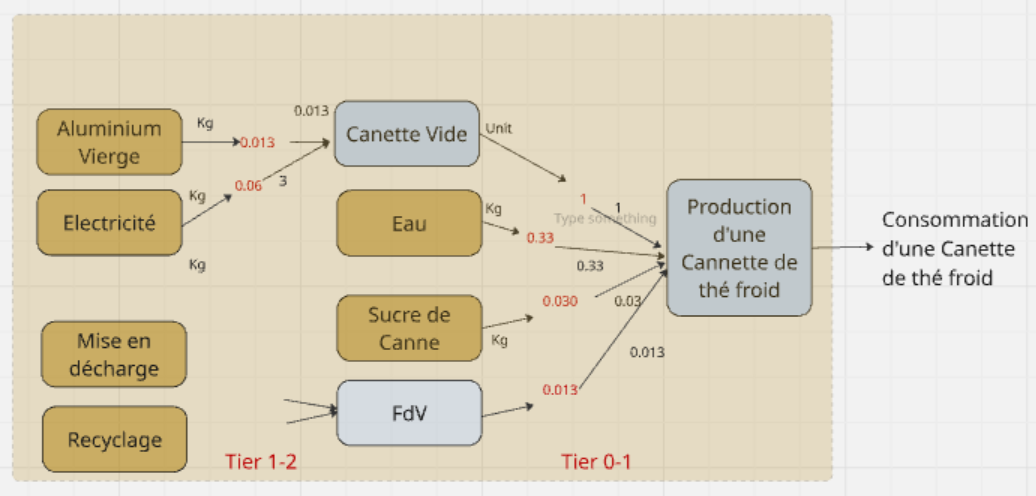 Aluminium
Vierge
Kg
0.013
0.013
Canette Vide
Unit
Electricité
Kg
0.06
3
Kg
Eau
Kg
0.33
0.33
1
1
Type something
Production
d'une
Cannette de
thé froid
Consommation
d'une Canette
de thé froid
Sucre de
Canne
Kg
0.030
0.03
0.013
0.013
Mise en
décharge
FdV
Recyclage
Tier 1-2
Tier 0-1